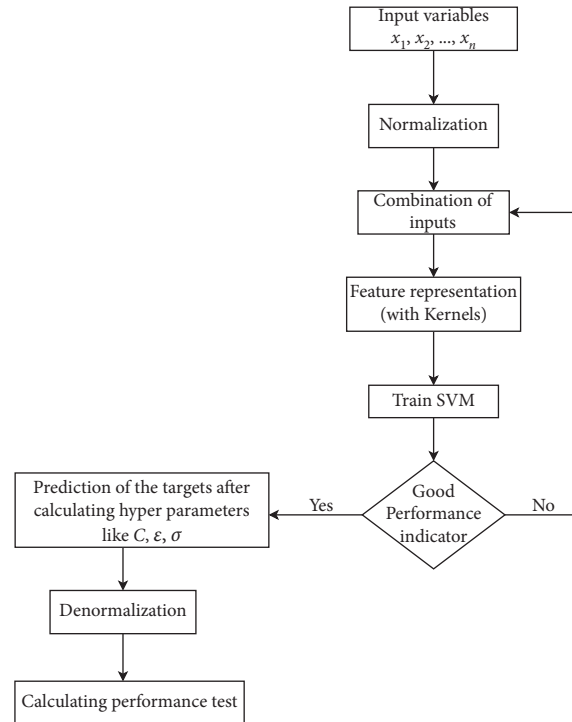 Input variables
x₁, x₂, ..., xₙ
Normalization
Combination of
inputs
Feature representation
(with Kernels)
Train SVM
Good
Performance
indicator
Yes
No
Prediction of the targets after
calculating hyper parameters
like C, ε, σ
Denormalization
Calculating performance test